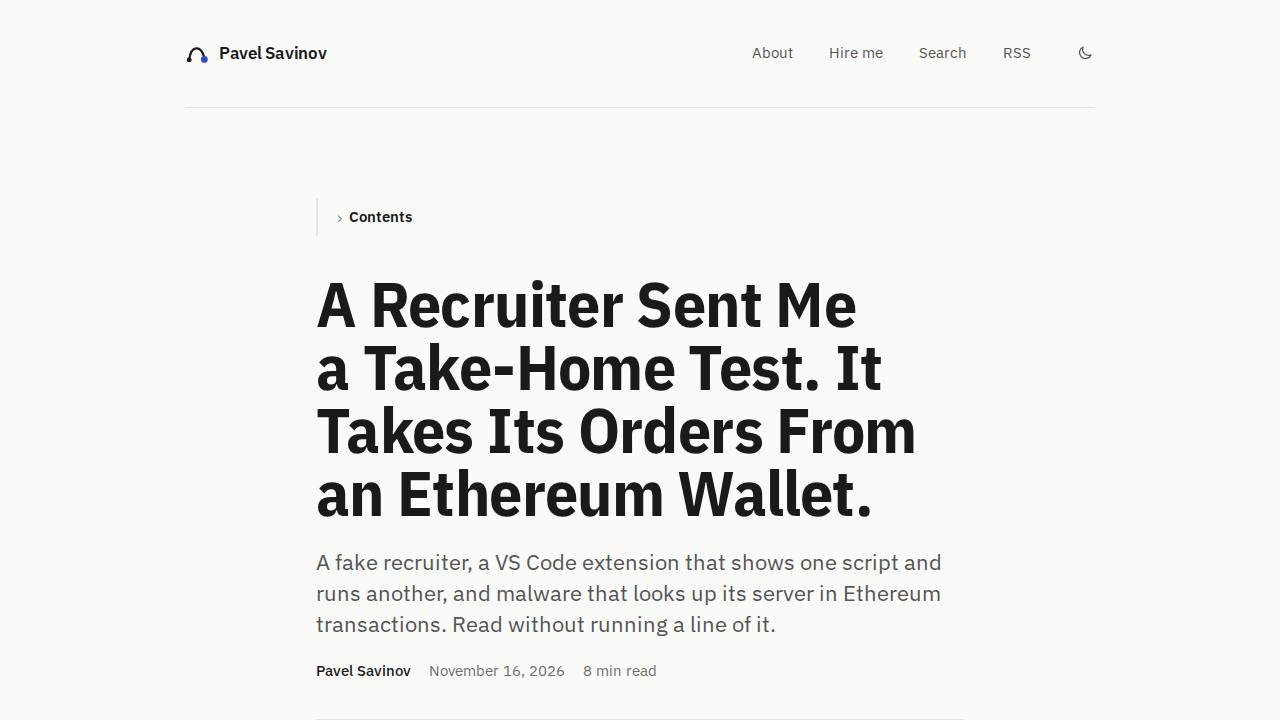 Pavel Savinov
About
Hire me
Search
RSS
› Contents
A Recruiter Sent Me
a Take-Home Test. It
Takes Its Orders From
an Ethereum Wallet.
A fake recruiter, a VS Code extension that shows one script and
runs another, and malware that looks up its server in Ethereum
transactions. Read without running a line of it.
Pavel Savinov November 16, 2026 8 min read